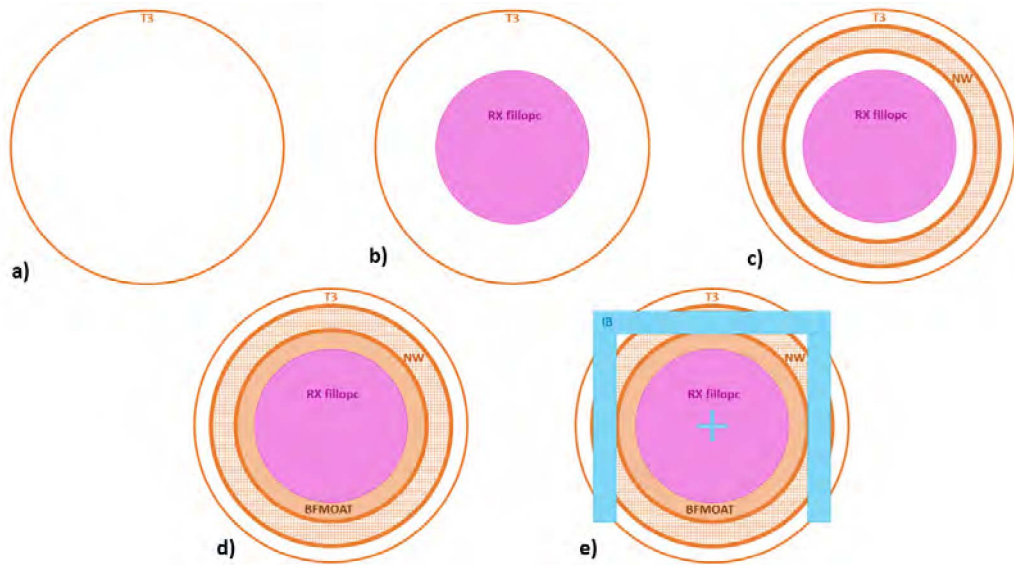 T3
T3
T3
RX fillopc
NW
RX fillopc
a)
b)
c)
T3
T3
IB
NW
NW
RX fillopc
RX fillopc
BFMOAT
BFMOAT
d)
e)